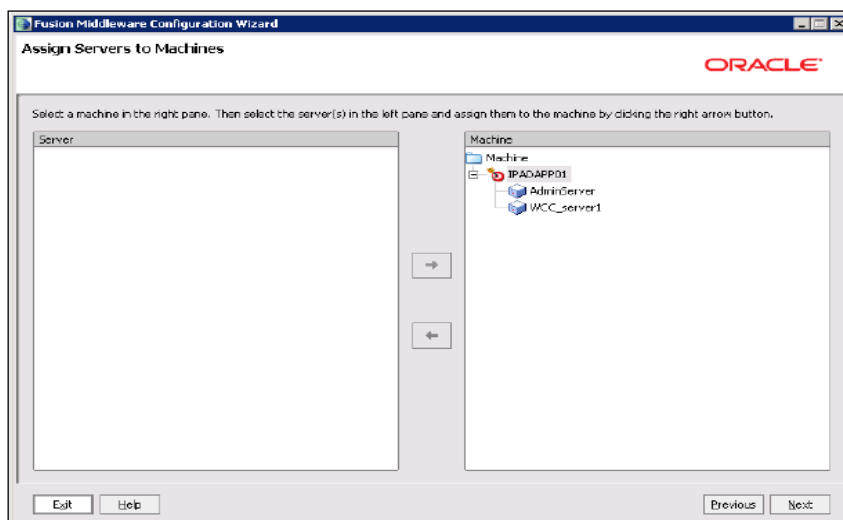 Fusion Middleware Configuration Wizard
Assign Servers to Machines
ORACLE
Select a machine in the right pane. Then select the server(s) in the left pane and assign them to the machine by clicking the right arrow button.
Server
Machine
Machine
IPADAPP01
AdminServer
WCC_server1
Exit
Help
Previous
Next